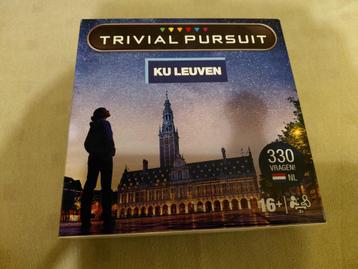 TRIVIAL PURSUIT
KU LEUVEN
330
VRAGEN!
NL
16+